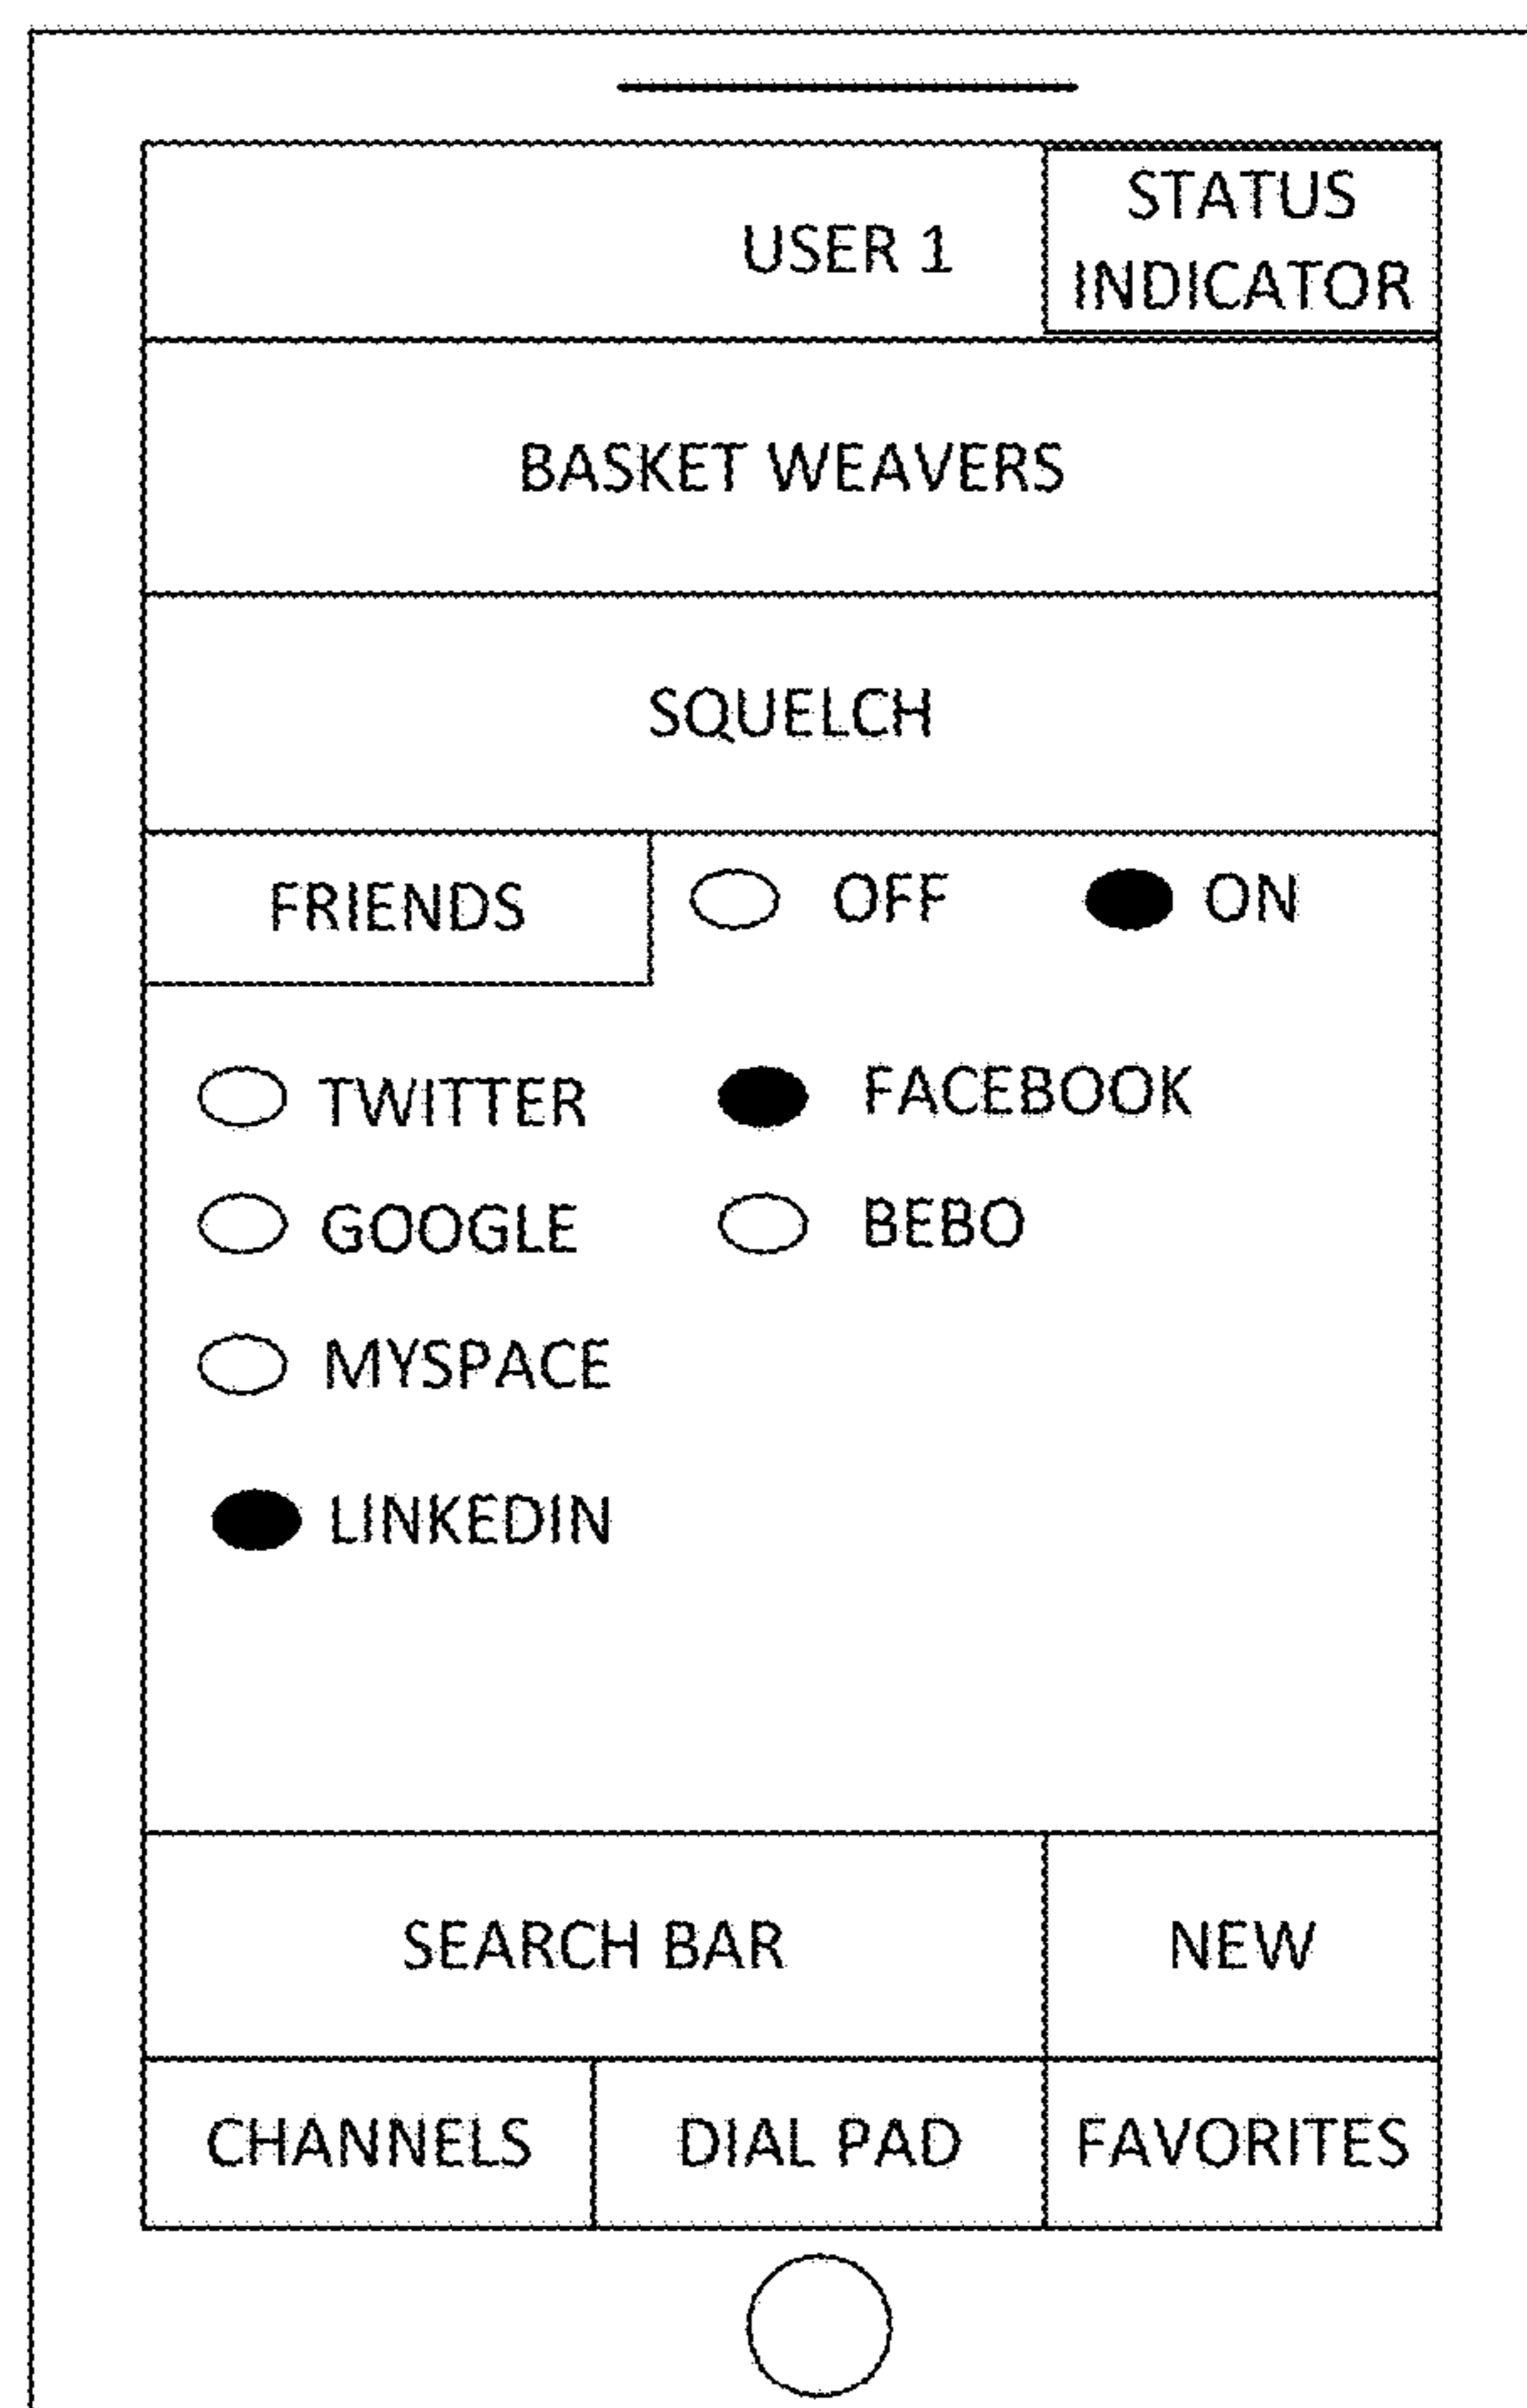 USER 1
STATUS
INDICATOR
BASKET WEAVERS
SQUELCH
FRIENDS OFF ON
TWITTER FACEBOOK
GOOGLE BEBO
MYSPACE
LINKEDIN
SEARCH BAR NEW
CHANNELS DIAL PAD FAVORITES